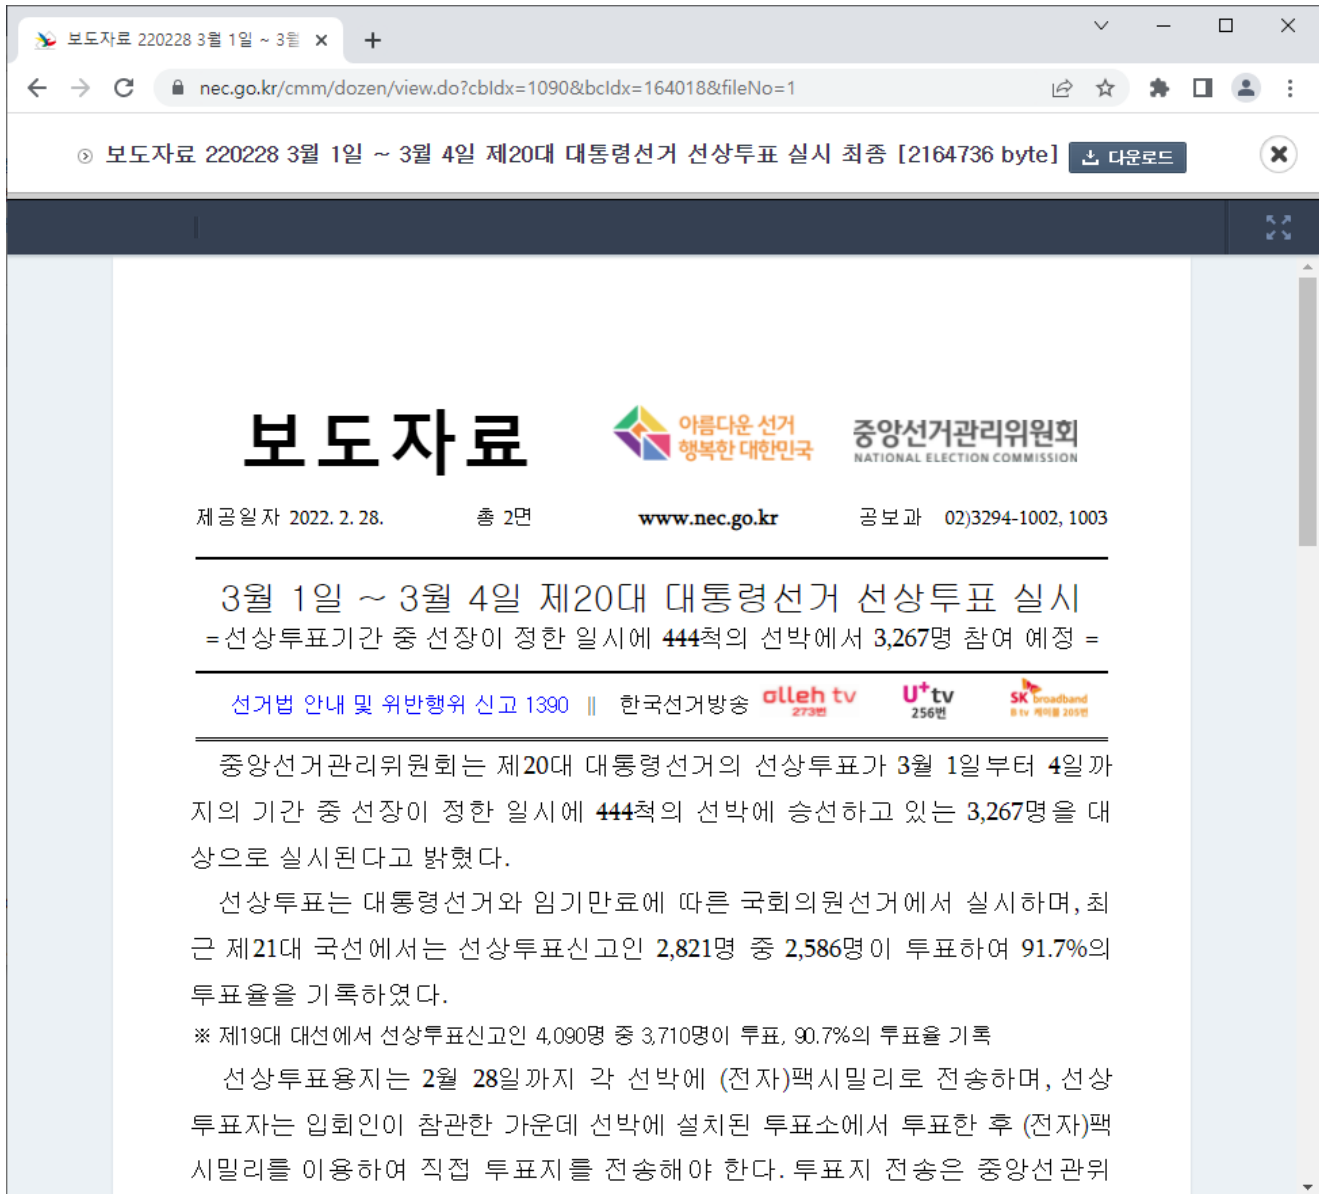 보도자료 220228 3월 1일 ~ 3월
nec.go.kr/cmm/dozen/view.do?cbIdx=1090&bcIdx=164018&fileNo=1
보도자료 220228 3월 1일 ~ 3월 4일 제20대 대통령선거 선상투표 실시 최종 [2164736 byte] 다운로드
보도자료
아름다운 선거
행복한 대한민국
중앙선거관리위원회
NATIONAL ELECTION COMMISSION
제공일자 2022. 2. 28. 총 2면 www.nec.go.kr 공보과 02)3294-1002, 1003
3월 1일 ~ 3월 4일 제20대 대통령선거 선상투표 실시
=선상투표기간 중 선장이 정한 일시에 444척의 선박에서 3,267명 참여 예정 =
선거법 안내 및 위반행위 신고 1390 || 한국선거방송 olleh tv 273번 U+tv 256번 SK broadband B tv 케이블 205번
중앙선거관리위원회는 제20대 대통령선거의 선상투표가 3월 1일부터 4일까
지의 기간 중 선장이 정한 일시에 444척의 선박에 승선하고 있는 3,267명을 대
상으로 실시된다고 밝혔다.
선상투표는 대통령선거와 임기만료에 따른 국회의원선거에서 실시하며, 최
근 제21대 국선에서는 선상투표신고인 2,821명 중 2,586명이 투표하여 91.7%의
투표율을 기록하였다.
※ 제19대 대선에서 선상투표신고인 4,090명 중 3,710명이 투표, 90.7%의 투표율 기록
선상투표용지는 2월 28일까지 각 선박에 (전자)팩시밀리로 전송하며, 선상
투표자는 입회인이 참관한 가운데 선박에 설치된 투표소에서 투표한 후 (전자)팩
시밀리를 이용하여 직접 투표지를 전송해야 한다. 투표지 전송은 중앙선관위